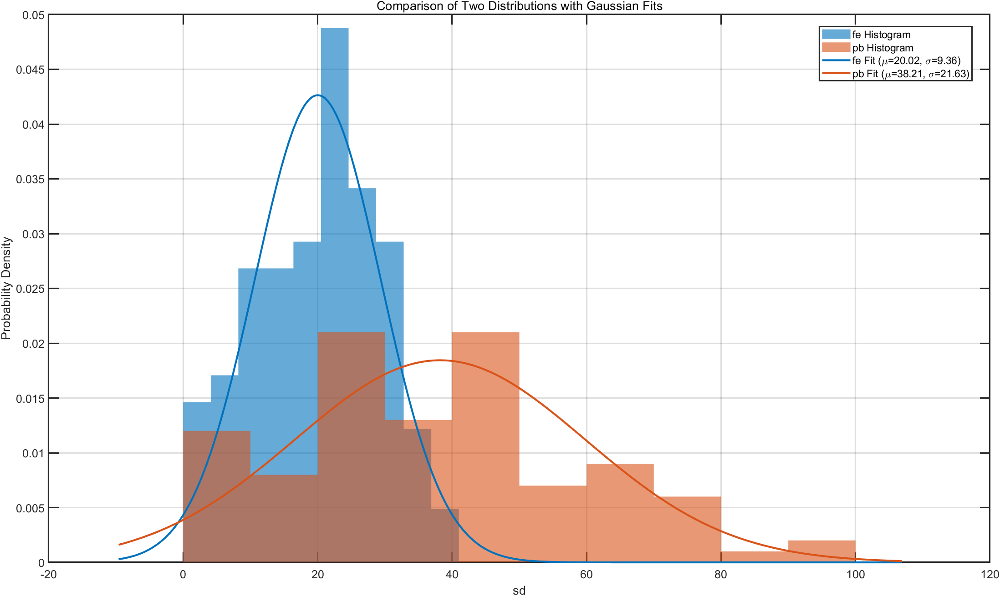 Comparison of Two Distributions with Gaussian Fits
fe Histogram
pb Histogram
fe Fit (μ=20.02, σ=9.36)
pb Fit (μ=38.21, σ=21.63)
Probability Density
0.05
0.045
0.04
0.035
0.03
0.025
0.02
0.015
0.01
0.005
0
-20 0 20 40 60 80 100 120
sd